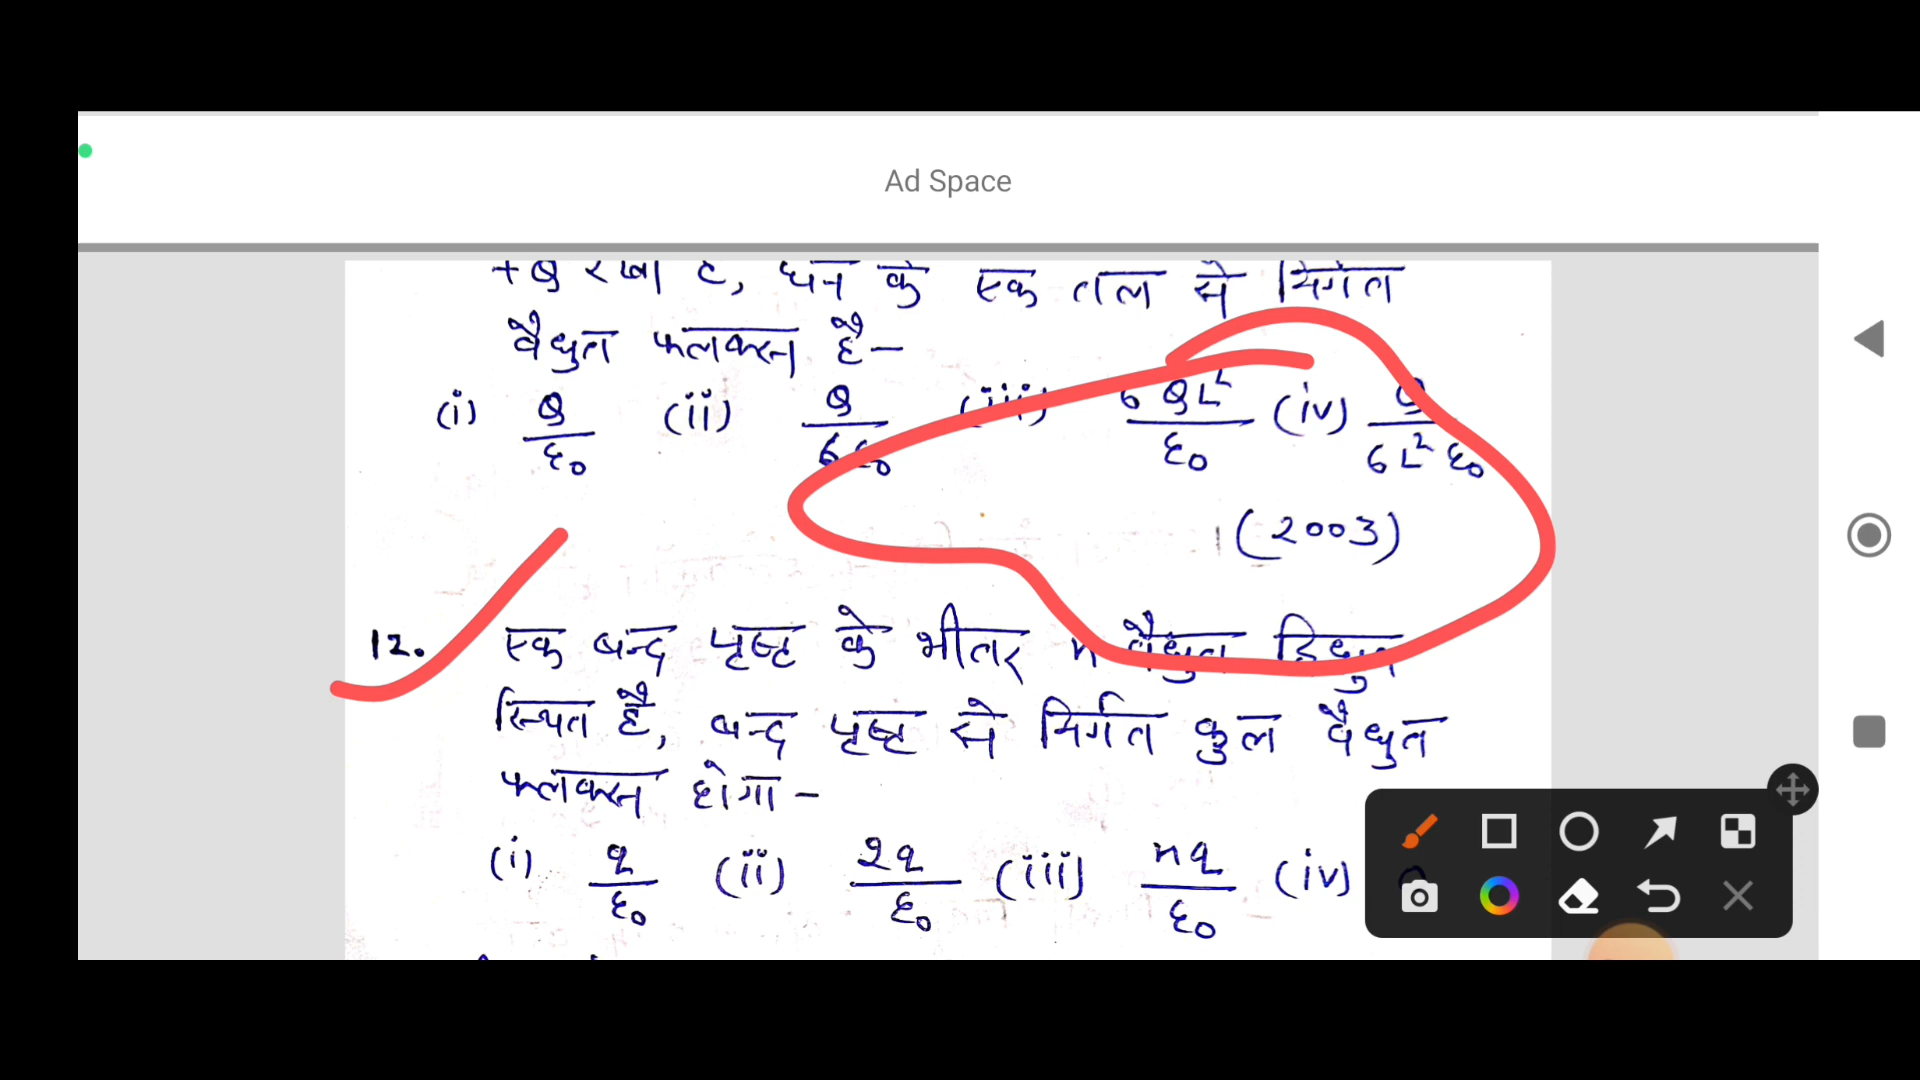 Ad Space
+Q रखा है, घन के एक तल से निर्गत
वैद्युत फलक्स है-
(i) Q/ε₀ (ii) Q/6ε₀ (iii) 6QL²/ε₀ (iv) Q/6L²ε₀
(2003)
12. एक बन्द पृष्ठ के भीतर n वैद्युत द्विध्रुव
स्थित है, बन्द पृष्ठ से निर्गत कुल वैद्युत
फ्लक्स होगा -
(i) q/ε₀ (ii) 2q/ε₀ (iii) nq/ε₀ (iv)